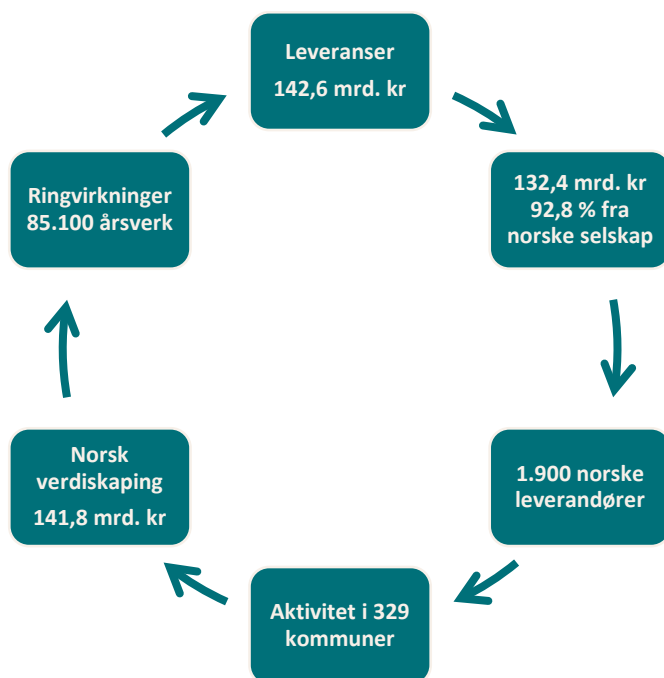 Leveranser
142,6 mrd. kr
132,4 mrd. kr
92,8 % fra
norske selskap
1.900 norske
leverandører
Aktivitet i 329
kommuner
Norsk
verdiskaping
141,8 mrd. kr
Ringvirkninger
85.100 årsverk